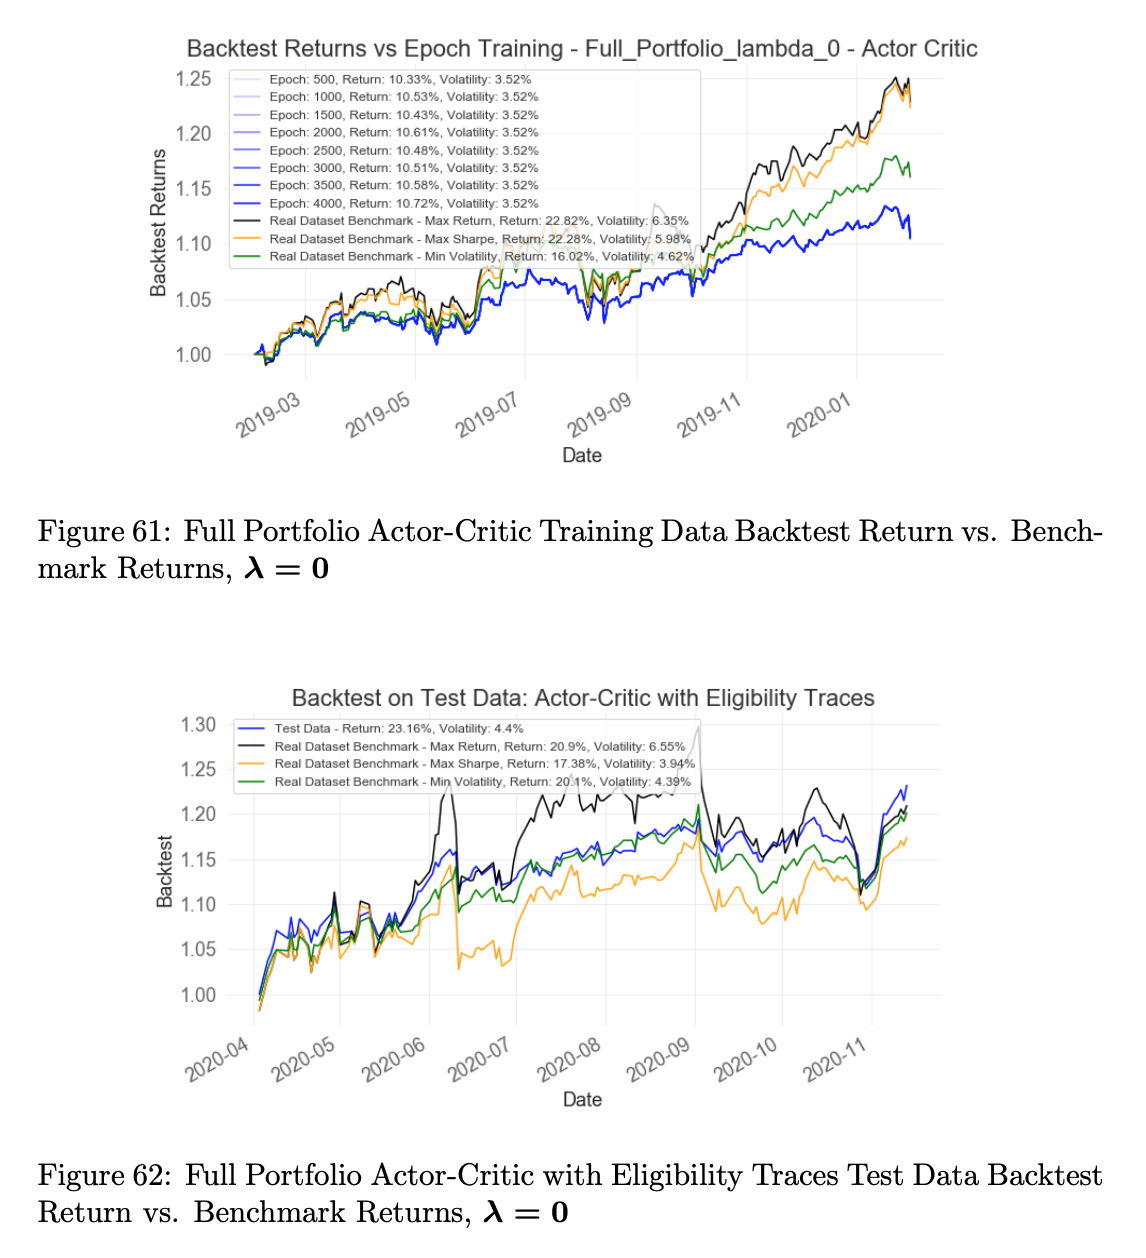 Backtest Returns vs Epoch Training - Full_Portfolio_lambda_0 - Actor Critic
Epoch: 500, Return: 10.33%, Volatility: 3.52%
Epoch: 1000, Return: 10.53%, Volatility: 3.52%
Epoch: 1500, Return: 10.43%, Volatility: 3.52%
Epoch: 2000, Return: 10.61%, Volatility: 3.52%
Epoch: 2500, Return: 10.48%, Volatility: 3.52%
Epoch: 3000, Return: 10.51%, Volatility: 3.52%
Epoch: 3500, Return: 10.58%, Volatility: 3.52%
Epoch: 4000, Return: 10.72%, Volatility: 3.52%
Real Dataset Benchmark - Max Return, Return: 22.82%, Volatility: 6.35%
Real Dataset Benchmark - Max Sharpe, Return: 22.28%, Volatility: 5.98%
Real Dataset Benchmark - Min Volatility, Return: 16.02%, Volatility: 4.62%
Backtest Returns
1.25
1.20
1.15
1.10
1.05
1.00
2019-03
2019-05
2019-07
2019-09
2019-11
2020-01
Date
Figure 61: Full Portfolio Actor-Critic Training Data Backtest Return vs. Bench-
mark Returns, λ = 0
Backtest on Test Data: Actor-Critic with Eligibility Traces
Test Data - Return: 23.16%, Volatility: 4.4%
Real Dataset Benchmark - Max Return, Return: 20.9%, Volatility: 6.55%
Real Dataset Benchmark - Max Sharpe, Return: 17.38%, Volatility: 3.94%
Real Dataset Benchmark - Min Volatility, Return: 20.1%, Volatility: 4.39%
Backtest
1.30
1.25
1.20
1.15
1.10
1.05
1.00
2020-04
2020-05
2020-06
2020-07
2020-08
2020-09
2020-10
2020-11
Date
Figure 62: Full Portfolio Actor-Critic with Eligibility Traces Test Data Backtest
Return vs. Benchmark Returns, λ = 0